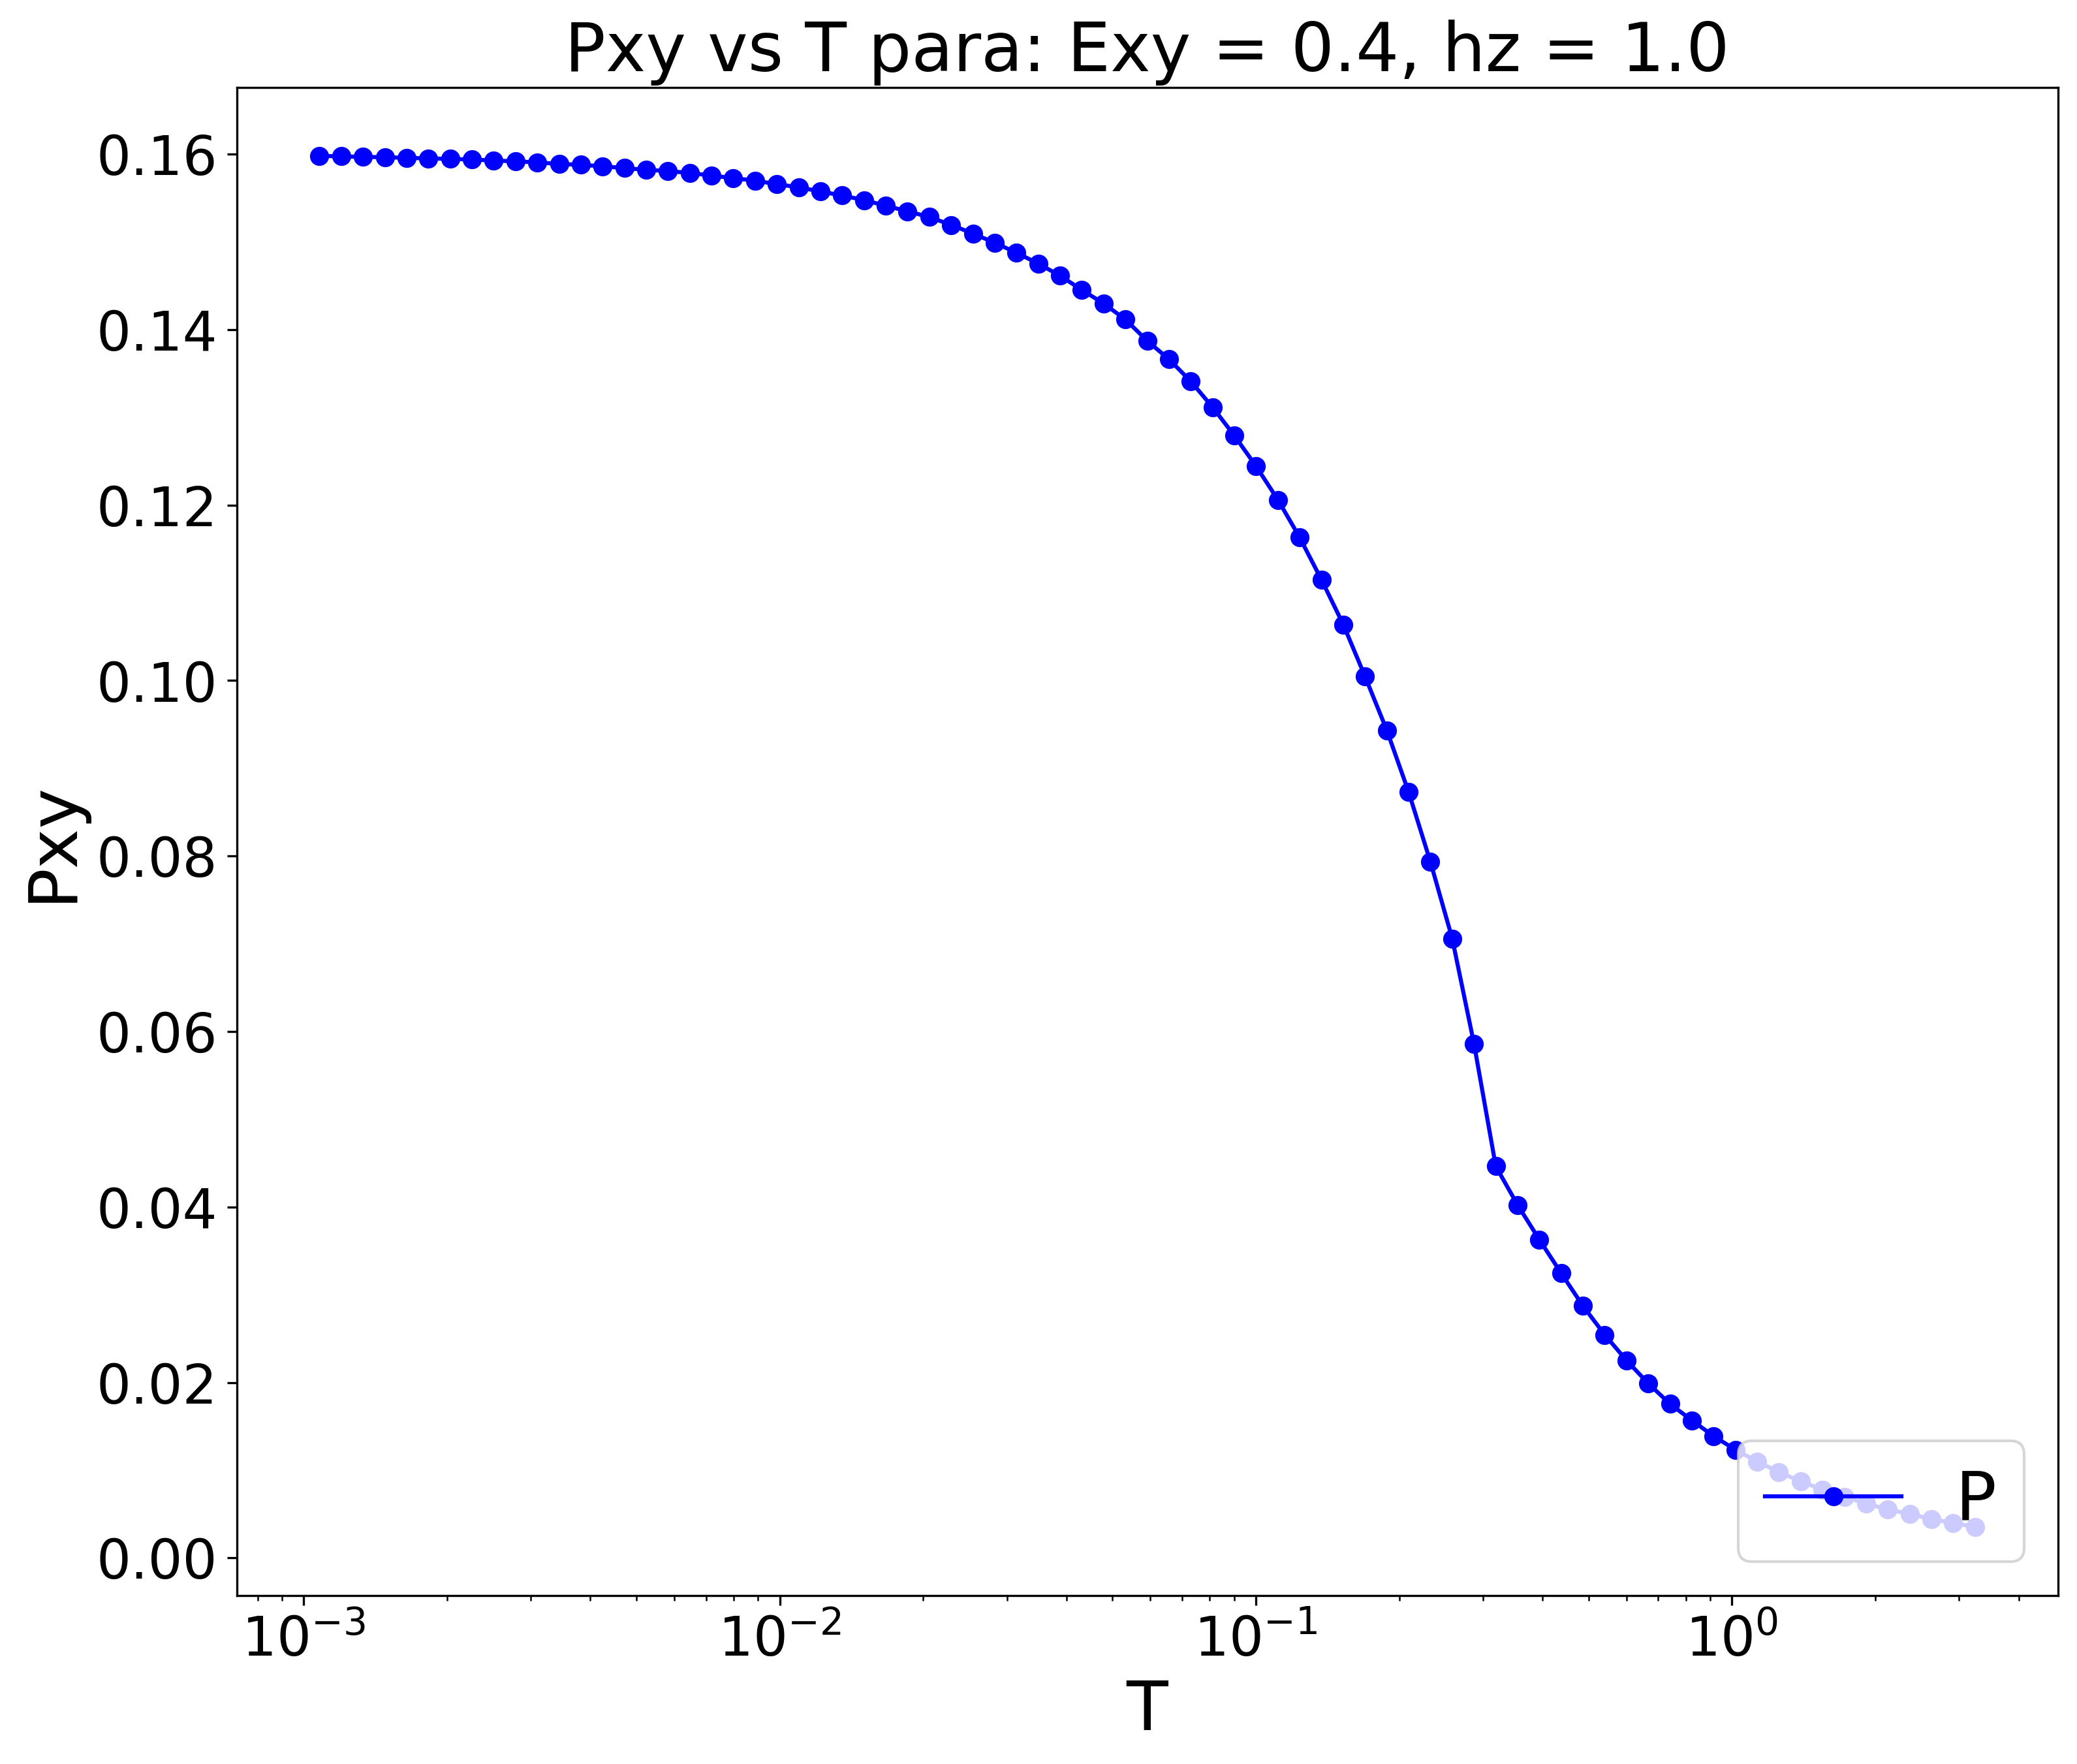 Pxy vs T para: Exy = 0.4, hz = 1.0
0.16
0.14
0.12
0.10
0.08
0.06
0.04
0.02
0.00
Pxy
P
10⁻³ 10⁻² 10⁻¹ 10⁰
T